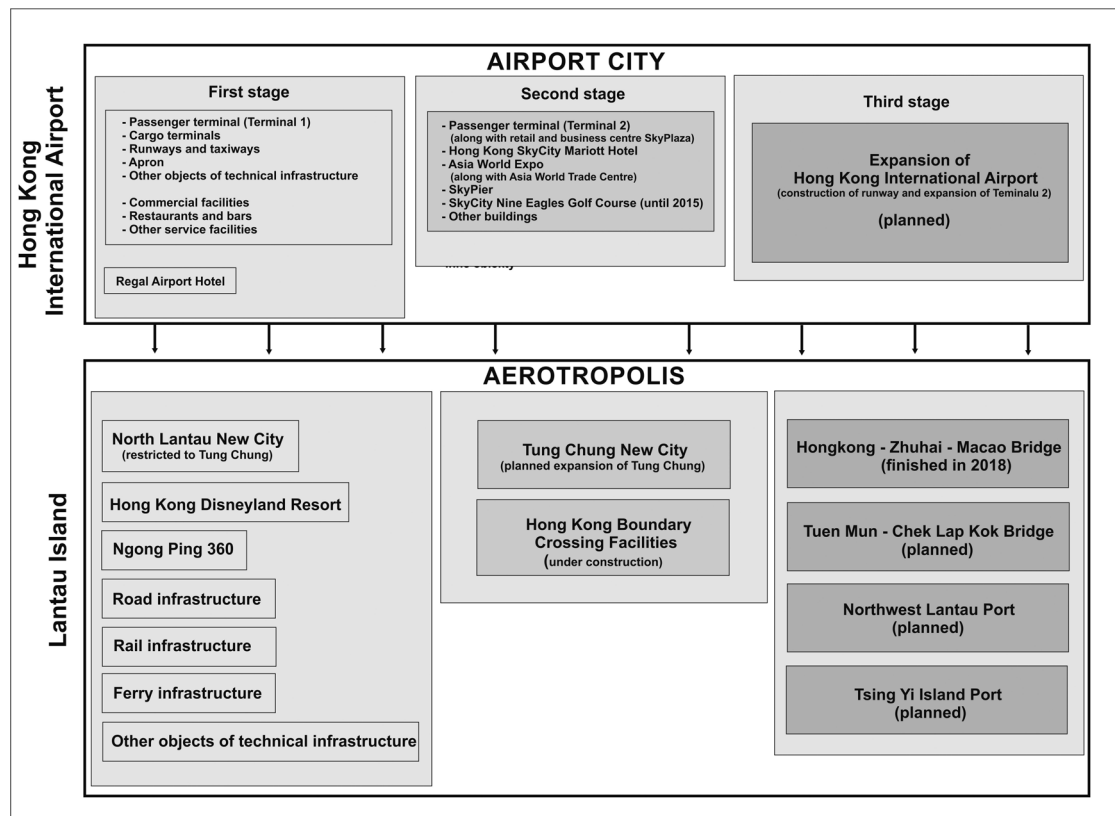 Hong Kong
International Airport
AIRPORT CITY
First stage
- Passenger terminal (Terminal 1)
- Cargo terminals
- Runways and taxiways
- Apron
- Other objects of technical infrastructure
- Commercial facilities
- Restaurants and bars
- Other service facilities
Regal Airport Hotel
Second stage
- Passenger terminal (Terminal 2)
(along with retail and business centre SkyPlaza)
- Hong Kong SkyCity Mariott Hotel
- Asia World Expo
(along with Asia World Trade Centre)
- SkyPier
- SkyCity Nine Eagles Golf Course (until 2015)
- Other buildings
Third stage
Expansion of
Hong Kong International Airport
(construction of runway and expansion of Teminalu 2)
(planned)
Lantau Island
AEROTROPOLIS
North Lantau New City
(restricted to Tung Chung)
Hong Kong Disneyland Resort
Ngong Ping 360
Road infrastructure
Rail infrastructure
Ferry infrastructure
Other objects of technical infrastructure
Tung Chung New City
(planned expansion of Tung Chung)
Hong Kong Boundary
Crossing Facilities
(under construction)
Hongkong - Zhuhai - Macao Bridge
(finished in 2018)
Tuen Mun - Chek Lap Kok Bridge
(planned)
Northwest Lantau Port
(planned)
Tsing Yi Island Port
(planned)